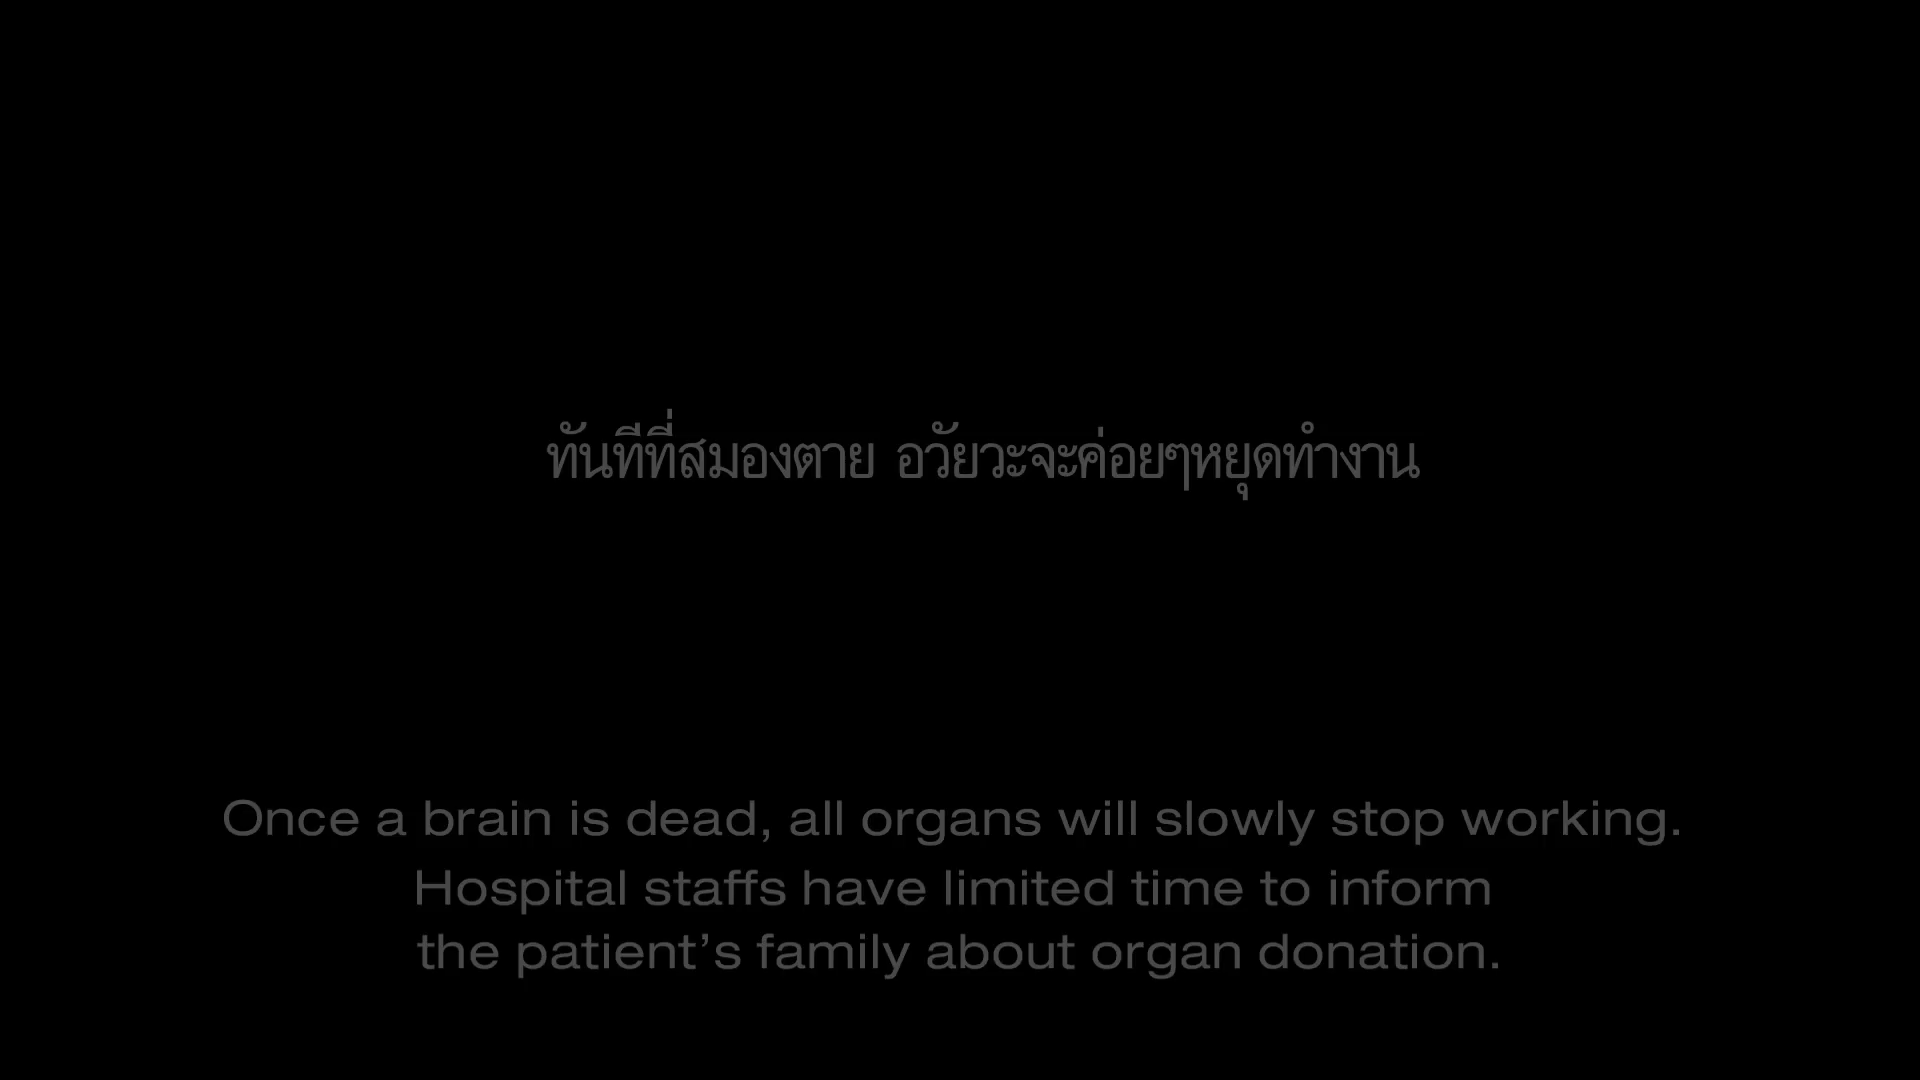 ทันทีที่สมองตาย อวัยวะจะค่อยๆหยุดทำงาน
Once a brain is dead, all organs will slowly stop working.
Hospital staffs have limited time to inform
the patient’s family about organ donation.